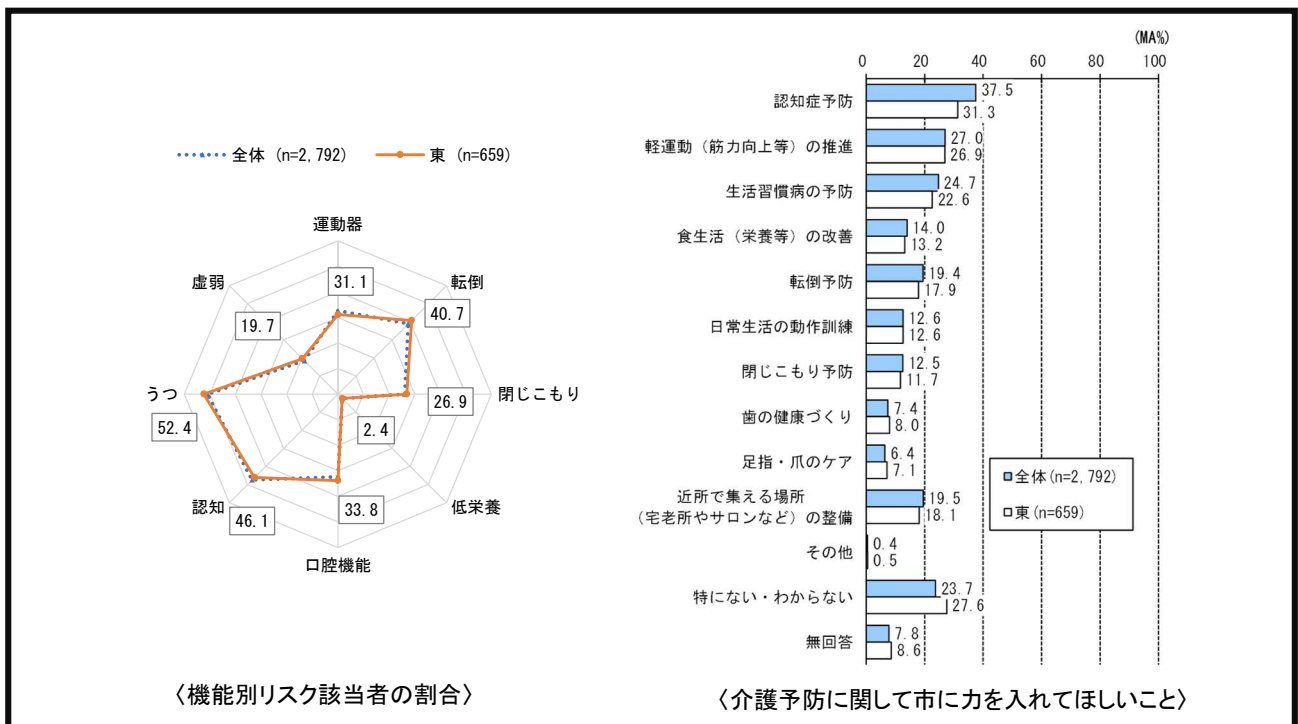 全体 (n=2,792)
東 (n=659)
運動器
31.1
転倒
40.7
閉じこもり
26.9
低栄養
2.4
口腔機能
33.8
認知
46.1
うつ
52.4
虚弱
19.7
〈機能別リスク該当者の割合〉
(MA%)
0 20 40 60 80 100
認知症予防
37.5
31.3
軽運動（筋力向上等）の推進
27.0
26.9
生活習慣病の予防
24.7
22.6
食生活（栄養等）の改善
14.0
13.2
転倒予防
19.4
17.9
日常生活の動作訓練
12.6
12.6
閉じこもり予防
12.5
11.7
歯の健康づくり
7.4
8.0
足指・爪のケア
6.4
7.1
近所で集える場所
（宅老所やサロンなど）の整備
19.5
18.1
その他
0.4
0.5
特にない・わからない
23.7
27.6
無回答
7.8
8.6
全体(n=2,792)
東(n=659)
〈介護予防に関して市に力を入れてほしいこと〉